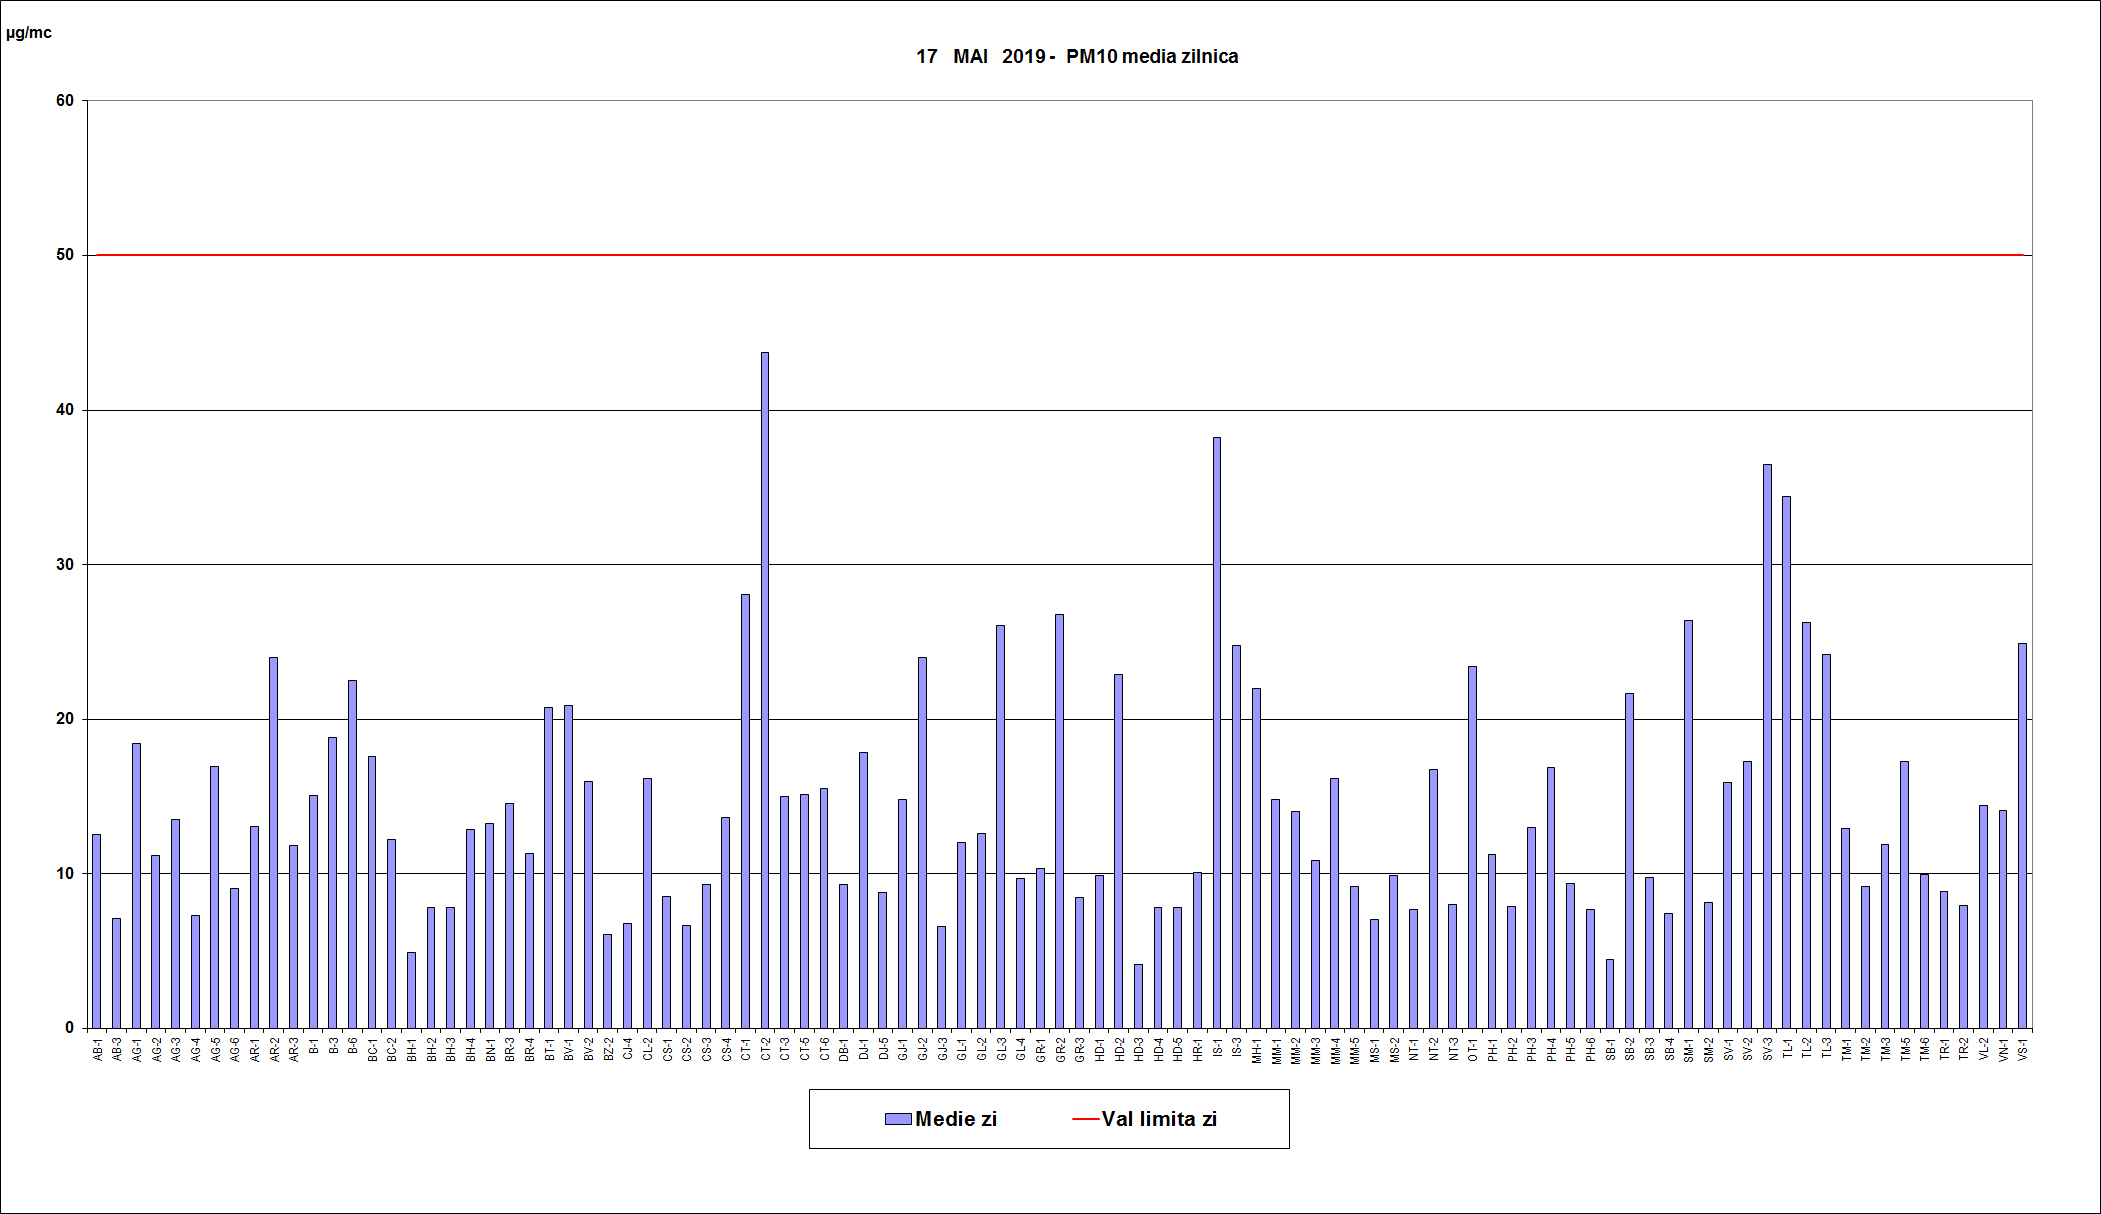 µg/mc
17 MAI 2019 - PM10 media zilnica
60
50
40
30
20
10
0
AB-1
AB-3
AG-1
AG-2
AG-3
AG-4
AG-5
AG-6
AR-1
AR-2
AR-3
B-1
B-3
B-6
BC-1
BC-2
BH-1
BH-2
BH-3
BH-4
BN-1
BR-3
BR-4
BT-1
BV-1
BV-2
BZ-2
CJ-4
CL-2
CS-1
CS-2
CS-3
CS-4
CT-1
CT-2
CT-3
CT-5
CT-6
DB-1
DJ-1
DJ-5
GJ-1
GJ-2
GJ-3
GL-1
GL-2
GL-3
GL-4
GR-1
GR-2
GR-3
HD-1
HD-2
HD-3
HD-4
HD-5
HR-1
IS-1
IS-3
MH-1
MM-1
MM-2
MM-3
MM-4
MM-5
MS-1
MS-2
NT-1
NT-2
NT-3
OT-1
PH-1
PH-2
PH-3
PH-4
PH-5
PH-6
SB-1
SB-2
SB-3
SB-4
SM-1
SM-2
SV-1
SV-2
SV-3
TL-1
TL-2
TL-3
TM-1
TM-2
TM-3
TM-5
TM-6
TR-1
TR-2
VL-2
VN-1
VS-1
Medie zi
Val limita zi